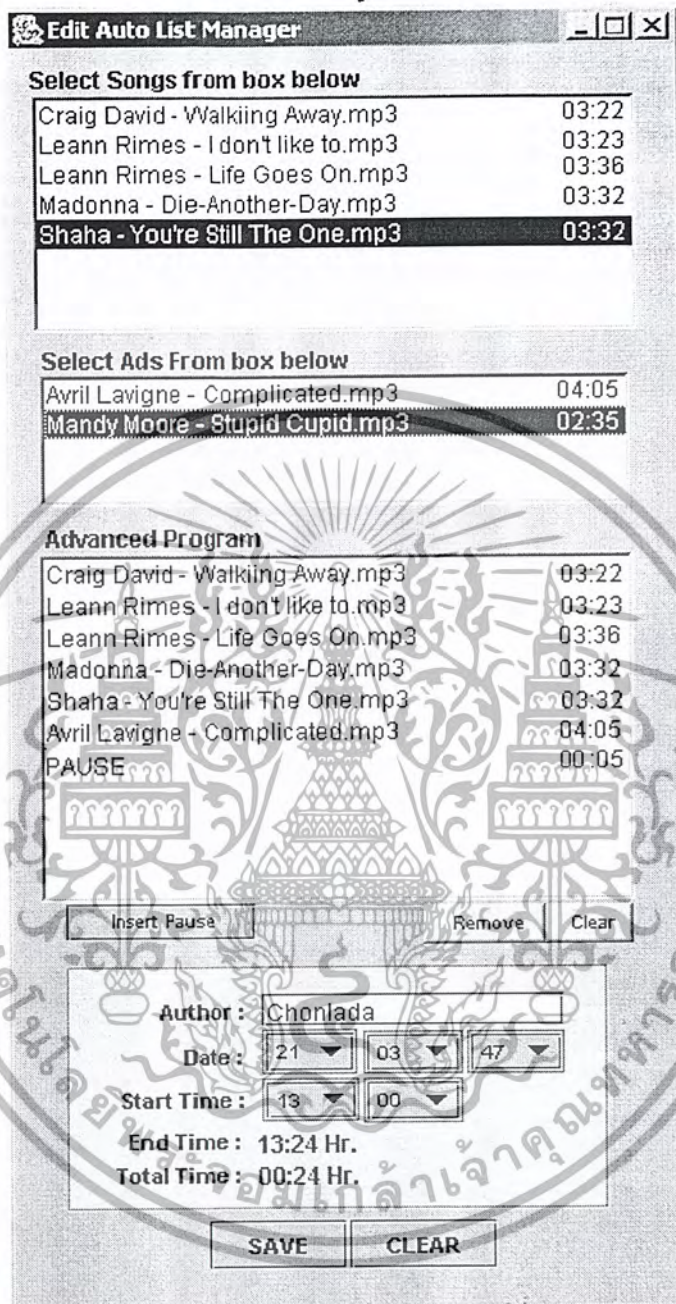 Edit Auto List Manager
Select Songs from box below
Craig David - Walkiing Away.mp3 03:22
Leann Rimes - I don't like to.mp3 03:23
Leann Rimes - Life Goes On.mp3 03:36
Madonna - Die-Another-Day.mp3 03:32
Shaha - You're Still The One.mp3 03:32
Select Ads From box below
Avril Lavigne - Complicated.mp3 04:05
Mandy Moore - Stupid Cupid.mp3 02:35
Advanced Program
Craig David - Walkiing Away.mp3 03:22
Leann Rimes - I don't like to.mp3 03:23
Leann Rimes - Life Goes On.mp3 03:36
Madonna - Die-Another-Day.mp3 03:32
Shaha - You're Still The One.mp3 03:32
Avril Lavigne - Complicated.mp3 04:05
PAUSE 00:05
Insert Pause Remove Clear
Author : Chonlada
Date : 21 03 47
Start Time : 13 00
End Time : 13:24 Hr.
Total Time : 00:24 Hr.
SAVE CLEAR